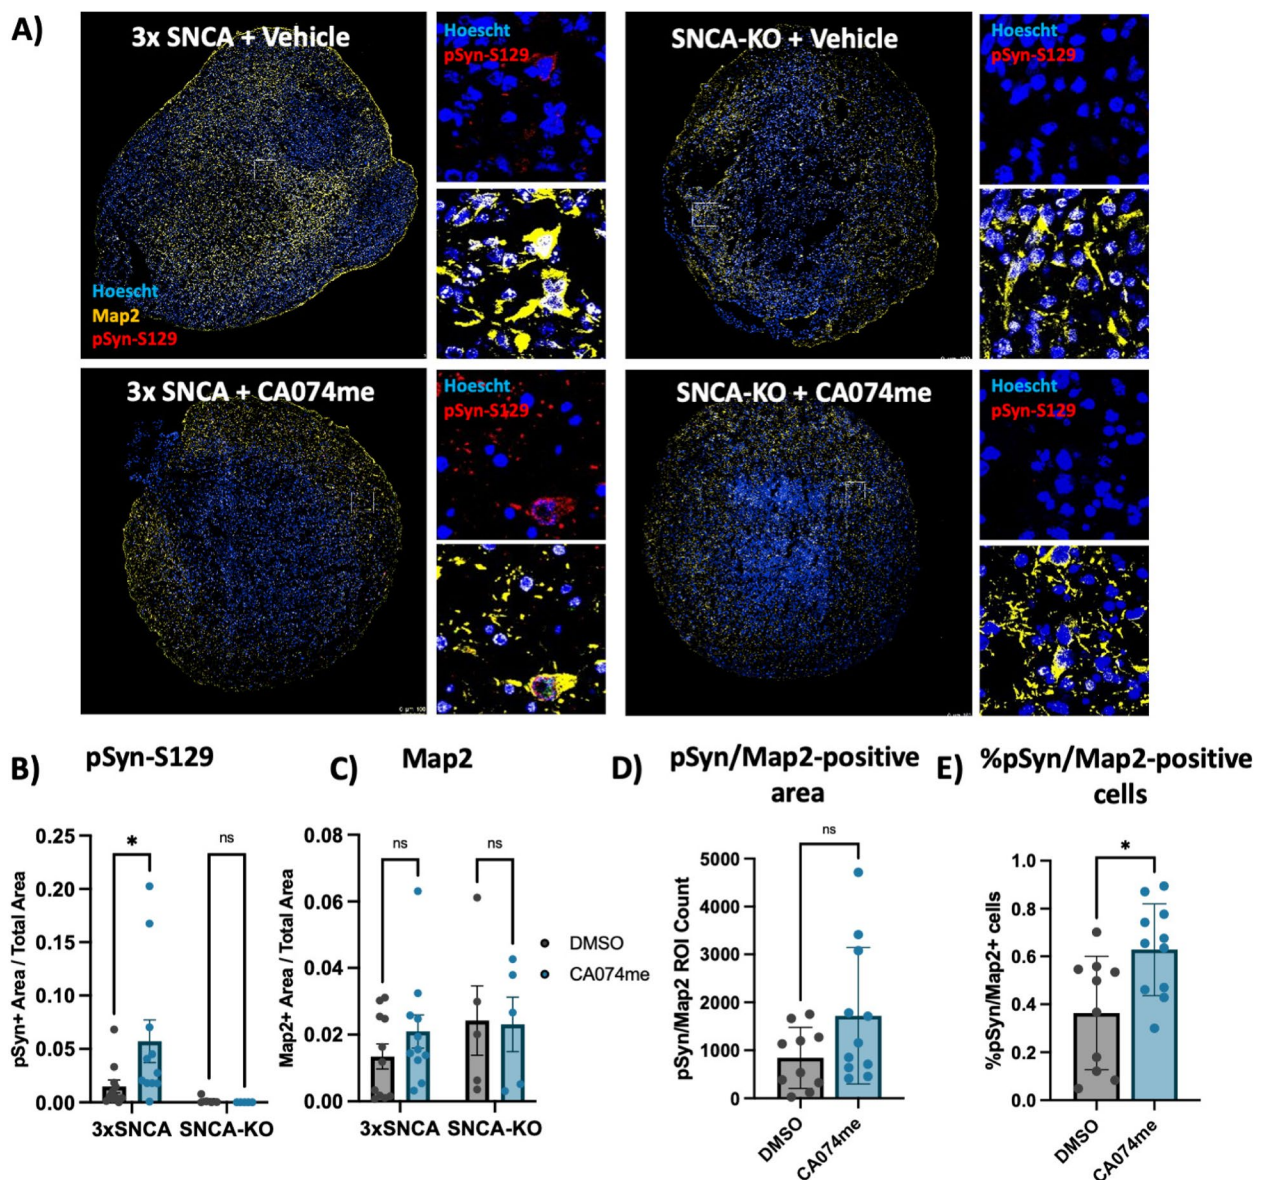 A)
3x SNCA + Vehicle
Hoescht
Map2
pSyn-S129
Hoescht
pSyn-S129
SNCA-KO + Vehicle
Hoescht
pSyn-S129
3x SNCA + CA074me
Hoescht
pSyn-S129
SNCA-KO + CA074me
Hoescht
pSyn-S129
B) pSyn-S129
pSyn+ Area / Total Area
0.25
0.20
0.15
0.10
0.05
0.00
*
ns
3xSNCA SNCA-KO
C) Map2
Map2+ Area / Total Area
0.08
0.06
0.04
0.02
0.00
ns
ns
3xSNCA SNCA-KO
DMSO
CA074me
D) pSyn/Map2-positive
area
pSyn/Map2 ROI Count
5000
4000
3000
2000
1000
0
ns
DMSO
CA074me
E) %pSyn/Map2-positive
cells
%pSyn/Map2+ cells
1.0
0.8
0.6
0.4
0.2
0.0
*
DMSO
CA074me